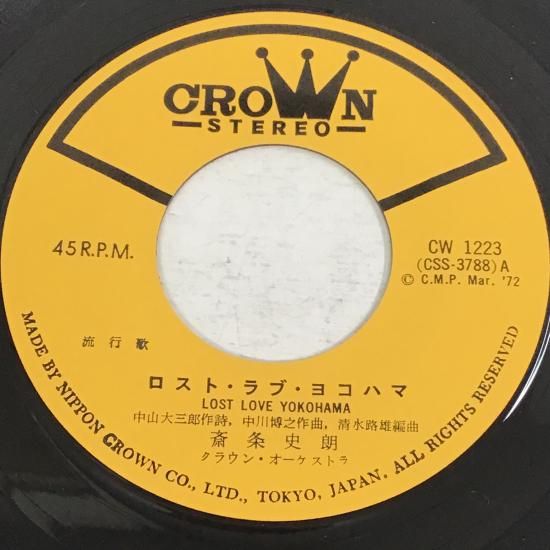 CROWN
STEREO
45 R.P.M.
CW 1223
(CSS-3788) A
© C.M.P. Mar. '72
流行歌
ロスト・ラブ・ヨコハマ
LOST LOVE YOKOHAMA
中山大三郎作詩, 中川博之作曲, 清水路雄編曲
斎条史朗
クラウン・オーケストラ
MADE BY NIPPON CROWN CO., LTD., TOKYO, JAPAN. ALL RIGHTS RESERVED